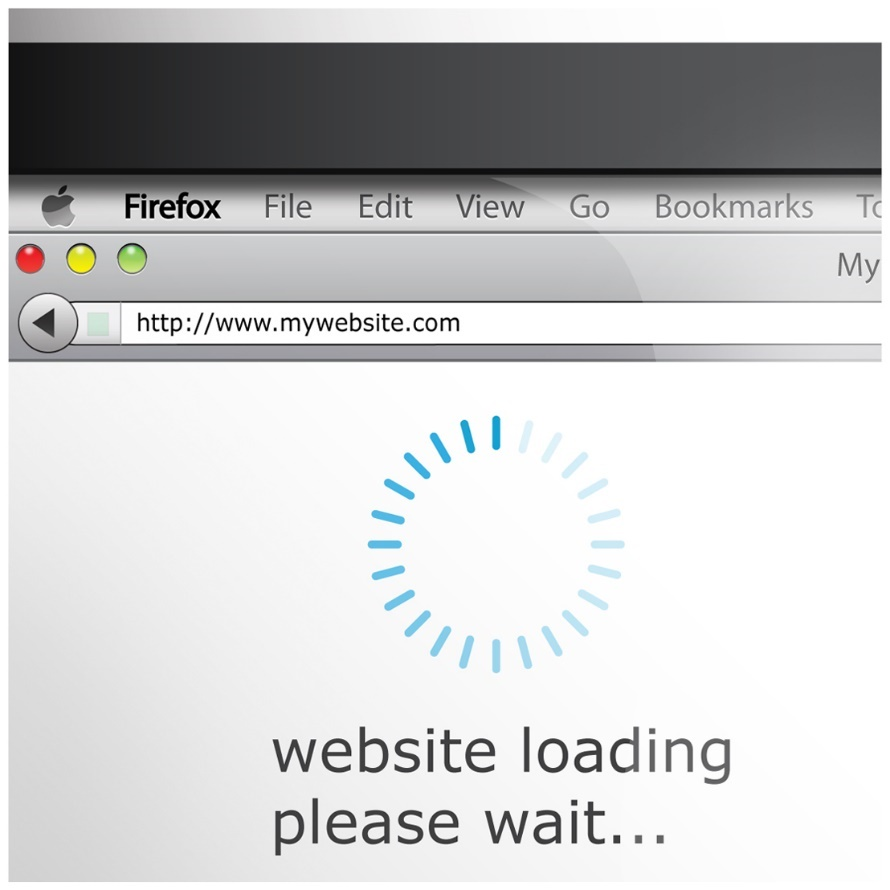 Firefox File Edit View Go Bookmarks
My
http://www.mywebsite.com
website loading
please wait...